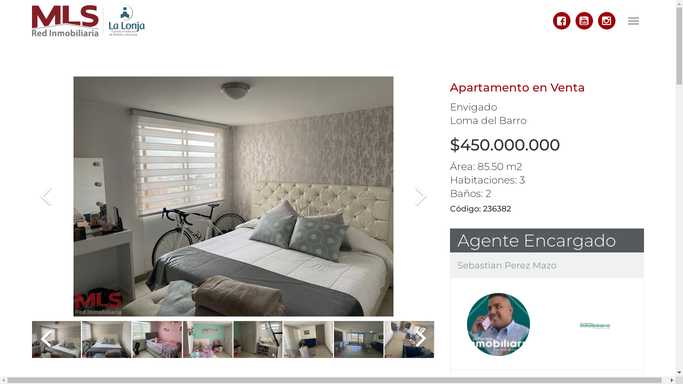 MLS
Red Inmobiliaria
La Lonja
Apartamento en Venta
Envigado
Loma del Barro
$450.000.000
Área: 85.50 m2
Habitaciones: 3
Baños: 2
Código: 236382
Agente Encargado
Sebastian Perez Mazo
MLS
Red Inmobiliaria